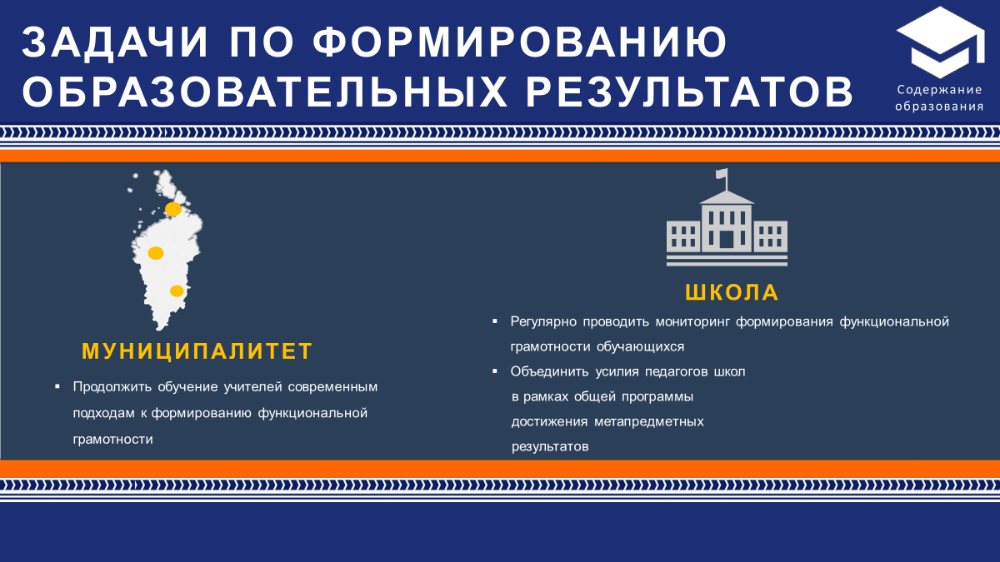 ЗАДАЧИ ПО ФОРМИРОВАНИЮ
ОБРАЗОВАТЕЛЬНЫХ РЕЗУЛЬТАТОВ
Содержание
образования
МУНИЦИПАЛИТЕТ
▪ Продолжить обучение учителей современным
подходам к формированию функциональной
грамотности
ШКОЛА
▪ Регулярно проводить мониторинг формирования функциональной
грамотности обучающихся
▪ Объединить усилия педагогов школ
в рамках общей программы
достижения метапредметных
результатов